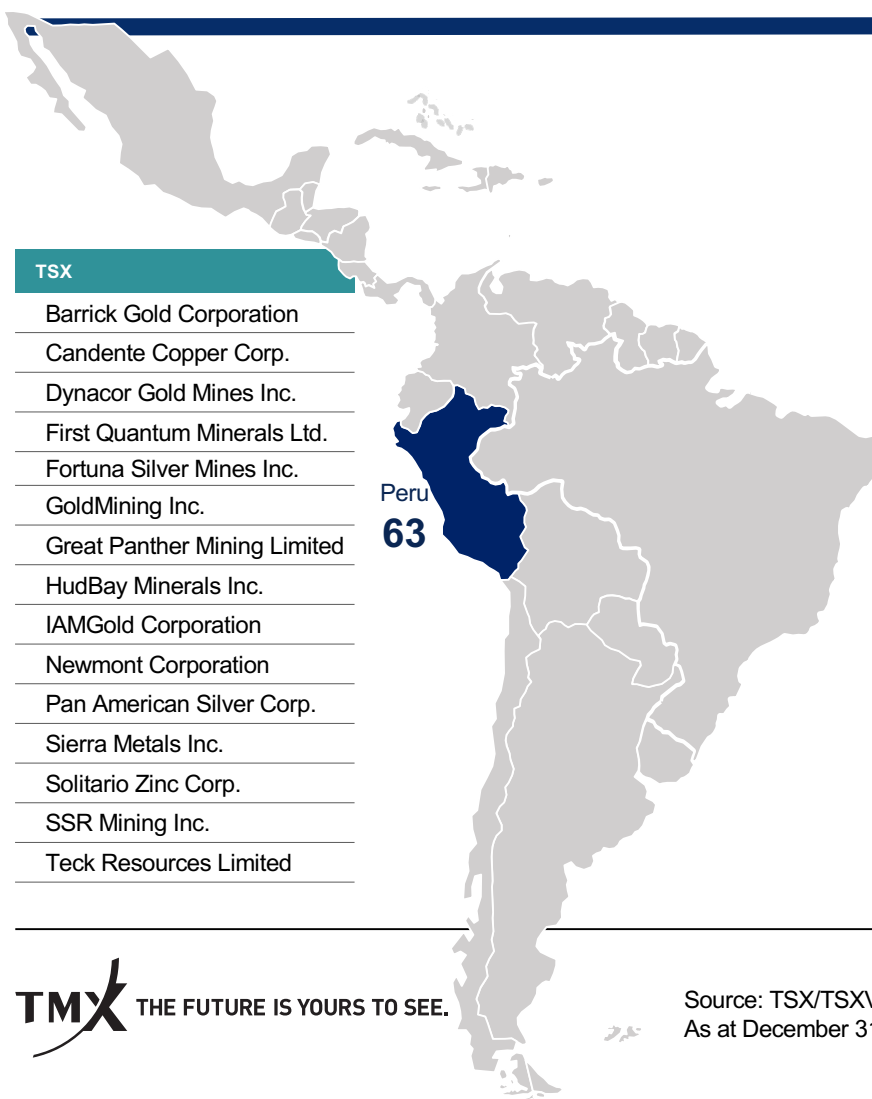 TSX
Barrick Gold Corporation
Candente Copper Corp.
Dynacor Gold Mines Inc.
First Quantum Minerals Ltd.
Fortuna Silver Mines Inc.
GoldMining Inc.
Great Panther Mining Limited
HudBay Minerals Inc.
IAMGold Corporation
Newmont Corporation
Pan American Silver Corp.
Sierra Metals Inc.
Solitario Zinc Corp.
SSR Mining Inc.
Teck Resources Limited
Peru
63
TMX THE FUTURE IS YOURS TO SEE.
Source: TSX/TSXV
As at December 31